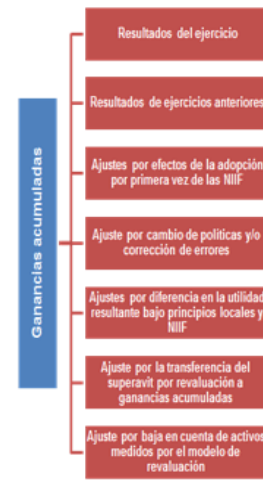 Ganancias acumuladas
Resultados del ejercicio
Resultados de ejercicios anteriores
Ajustes por efectos de la adopción
por primera vez de las NIIF
Ajuste por cambio de políticas y/o
corrección de errores
Ajustes por diferencia en la utilidad
resultante bajo principios locales y
NIIF
Ajuste por la transferencia del
superavit por revaluación a
ganancias acumuladas
Ajuste por baja en cuenta de activos
medidos por el modelo de
revaluación